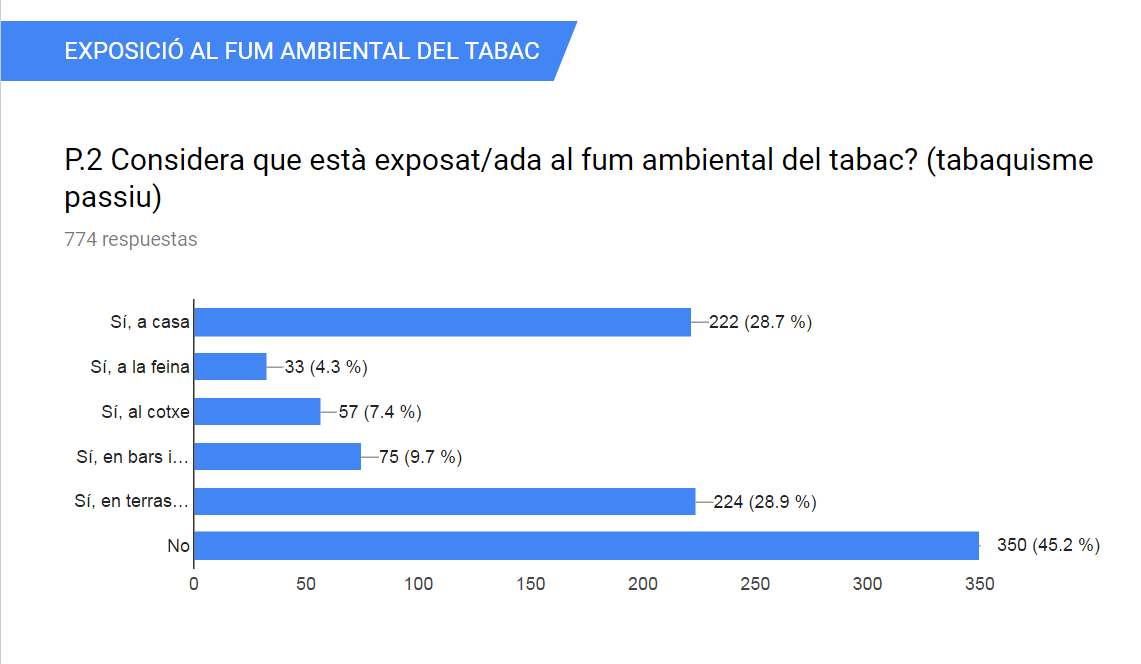 EXPOSICIÓ AL FUM AMBIENTAL DEL TABAC
P.2 Considera que està exposat/ada al fum ambiental del tabac? (tabaquisme
passiu)
774 respuestas
Sí, a casa 222 (28.7 %)
Sí, a la feina 33 (4.3 %)
Sí, al cotxe 57 (7.4 %)
Sí, en bars i... 75 (9.7 %)
Sí, en terras... 224 (28.9 %)
No 350 (45.2 %)
0 50 100 150 200 250 300 350